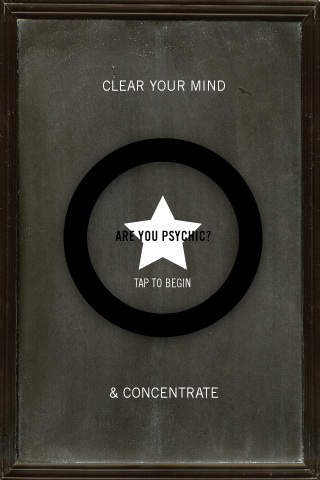 CLEAR YOUR MIND
ARE YOU PSYCHIC?
TAP TO BEGIN
& CONCENTRATE